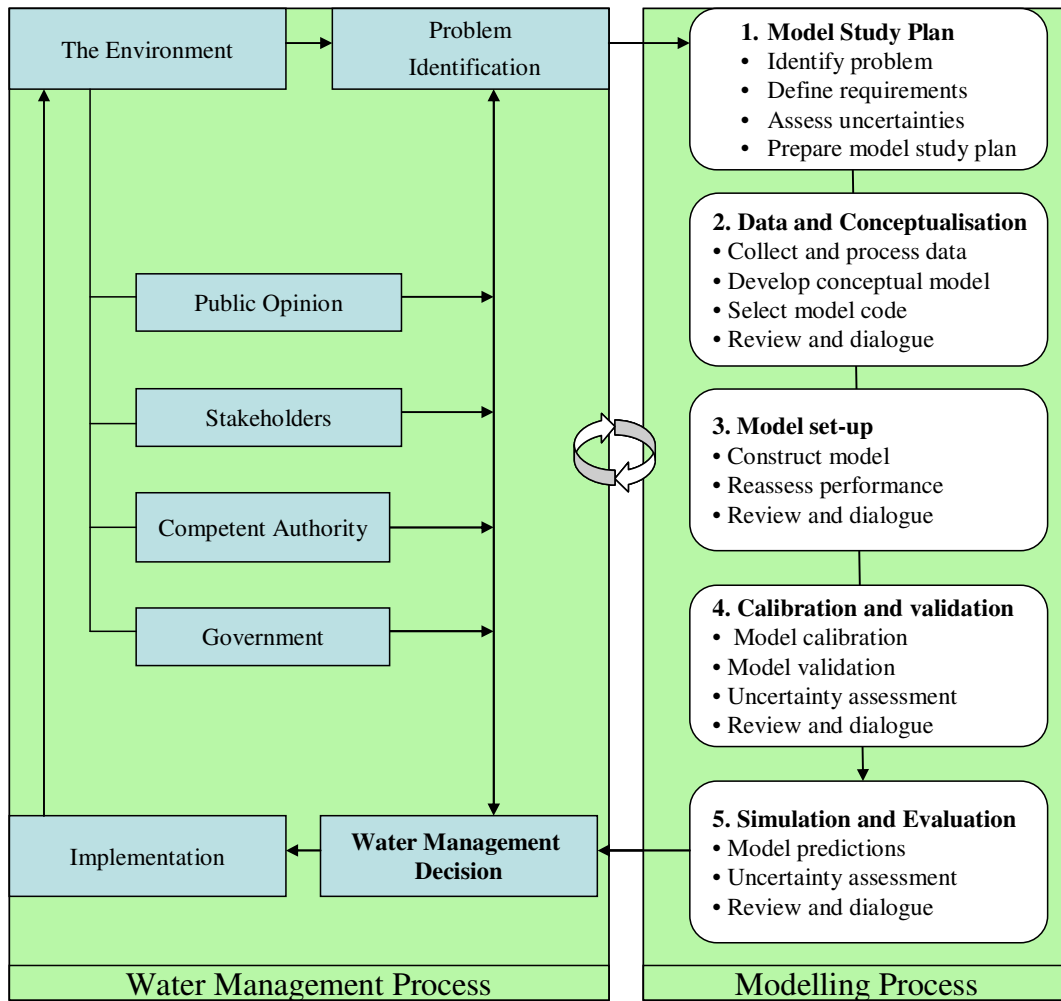 The Environment
Problem
Identification
Public Opinion
Stakeholders
Competent Authority
Government
Implementation
Water Management
Decision
Water Management Process
1. Model Study Plan
• Identify problem
• Define requirements
• Assess uncertainties
• Prepare model study plan
2. Data and Conceptualisation
• Collect and process data
• Develop conceptual model
• Select model code
• Review and dialogue
3. Model set-up
• Construct model
• Reassess performance
• Review and dialogue
4. Calibration and validation
• Model calibration
• Model validation
• Uncertainty assessment
• Review and dialogue
5. Simulation and Evaluation
• Model predictions
• Uncertainty assessment
• Review and dialogue
Modelling Process